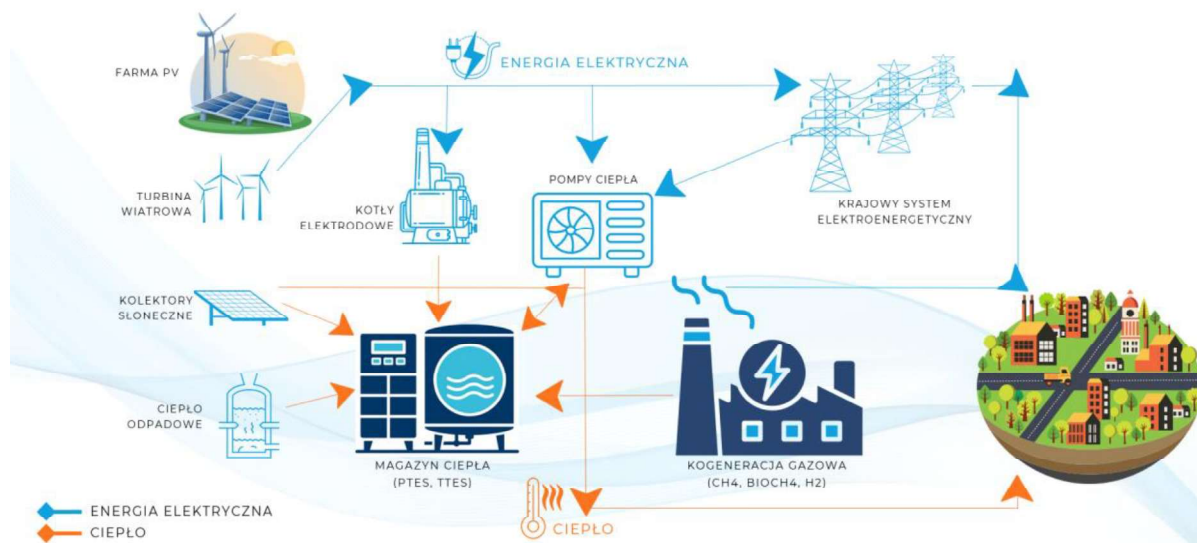 ENERGIA ELEKTRYCZNA
FARMA PV
POMPY CIEPŁA
TURBINA
WIATROWA
KOTŁY
ELEKTRODOWE
KRAJOWY SYSTEM
ELEKTROENERGETYCZNY
KOLEKTORY
SŁONECZNE
CIEPŁO
ODPADOWE
MAGAZYN CIEPŁA
(PTES, TTES)
KOGENERACJA GAZOWA
(CH4, BIOCH4, H2)
ENERGIA ELEKTRYCZNA
CIEPŁO
CIEPŁO